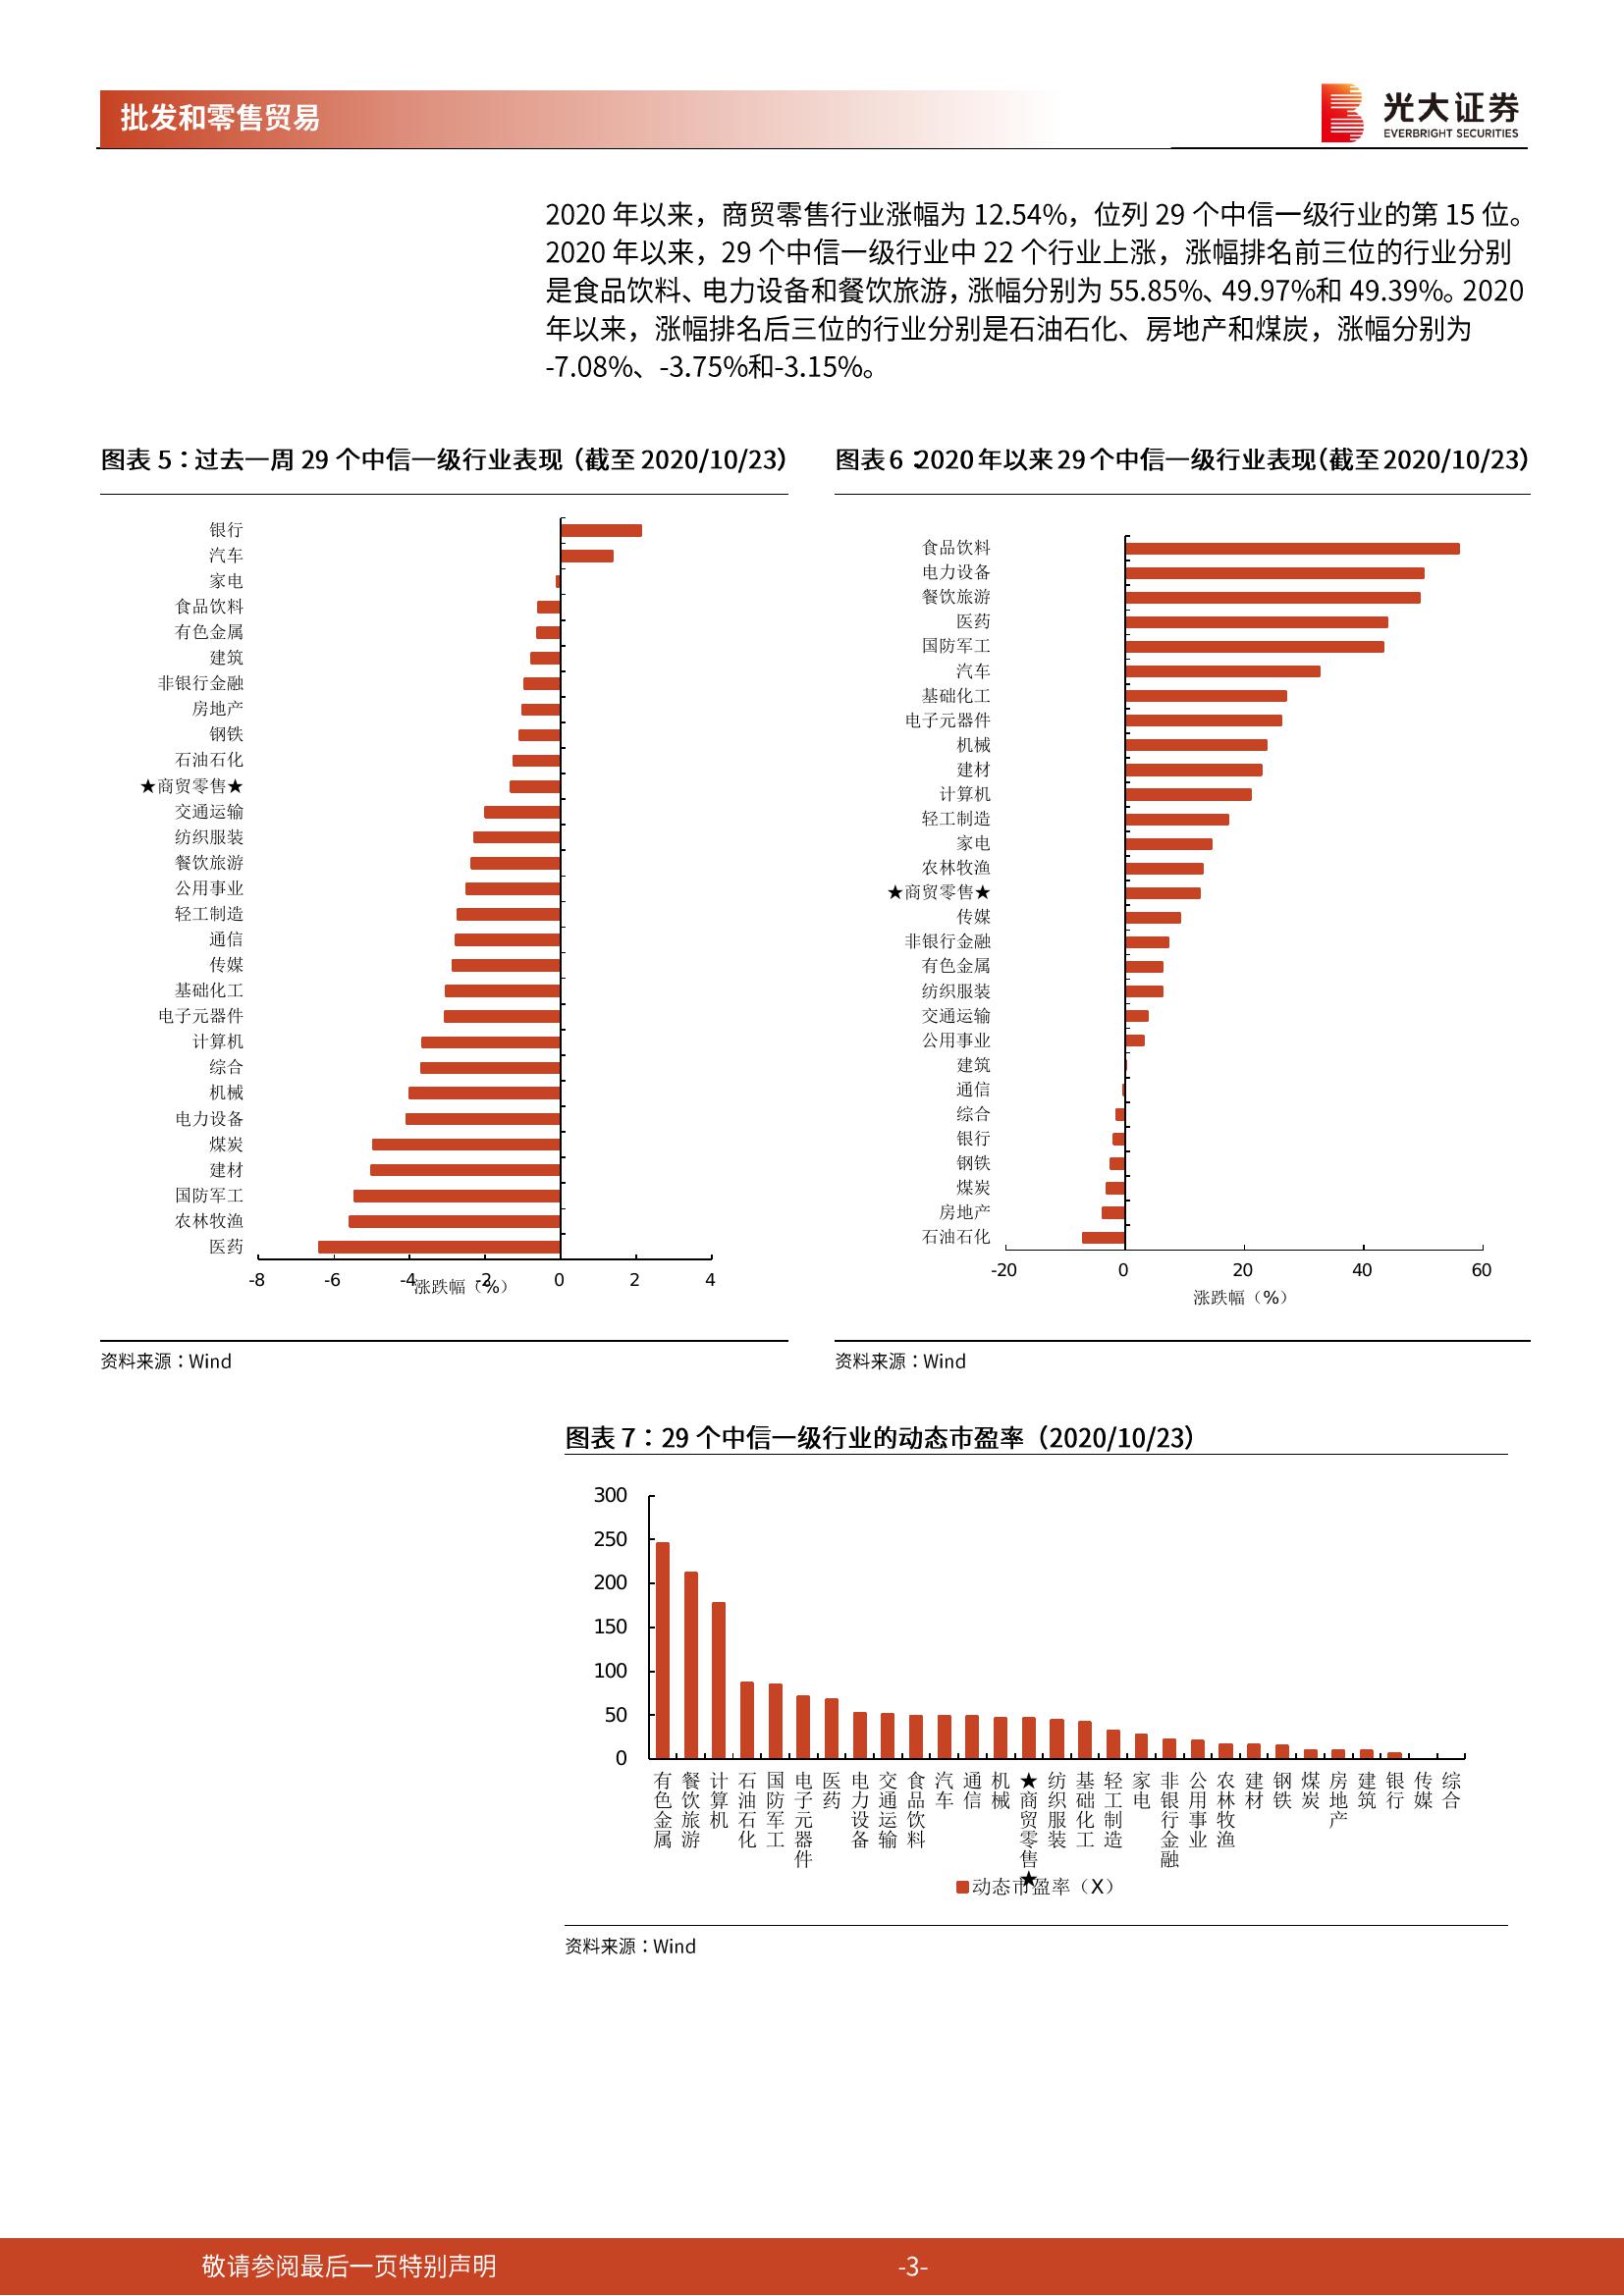 批发和零售贸易
光大证券
EVERBRIGHT SECURITIES
2020 年以来，商贸零售行业涨幅为 12.54%，位列 29 个中信一级行业的第 15 位。
2020 年以来，29 个中信一级行业中 22 个行业上涨，涨幅排名前三位的行业分别
是食品饮料、电力设备和餐饮旅游，涨幅分别为 55.85%、49.97%和 49.39%。2020
年以来，涨幅排名后三位的行业分别是石油石化、房地产和煤炭，涨幅分别为
-7.08%、-3.75%和-3.15%。
图表 5：过去一周 29 个中信一级行业表现（截至 2020/10/23）
银行
汽车
家电
食品饮料
有色金属
建筑
非银行金融
房地产
钢铁
石油石化
★商贸零售★
交通运输
纺织服装
餐饮旅游
公用事业
轻工制造
通信
传媒
基础化工
电子元器件
计算机
综合
机械
电力设备
煤炭
建材
国防军工
农林牧渔
医药
-8 -6 -4 -2 0 2 4
涨跌幅（%）
资料来源：Wind
图表 6：2020 年以来 29 个中信一级行业表现（截至 2020/10/23）
食品饮料
电力设备
餐饮旅游
医药
国防军工
汽车
基础化工
电子元器件
机械
建材
计算机
轻工制造
家电
农林牧渔
★商贸零售★
传媒
非银行金融
有色金属
纺织服装
交通运输
公用事业
建筑
通信
综合
银行
钢铁
煤炭
房地产
石油石化
-20 0 20 40 60
涨跌幅（%）
资料来源：Wind
图表 7：29 个中信一级行业的动态市盈率（2020/10/23）
300
250
200
150
100
50
0
有色金属
餐饮旅游
计算机
石油石化
国防军工
电子元器件
医药
电力设备
交通运输
食品饮料
汽车
通信
机械
★商贸零售★
纺织服装
基础化工
轻工制造
家电
非银行金融
公用事业
农林牧渔
建材
钢铁
煤炭
房地产
建筑
银行
传媒
综合
动态市盈率（X）
资料来源：Wind
敬请参阅最后一页特别声明
-3-